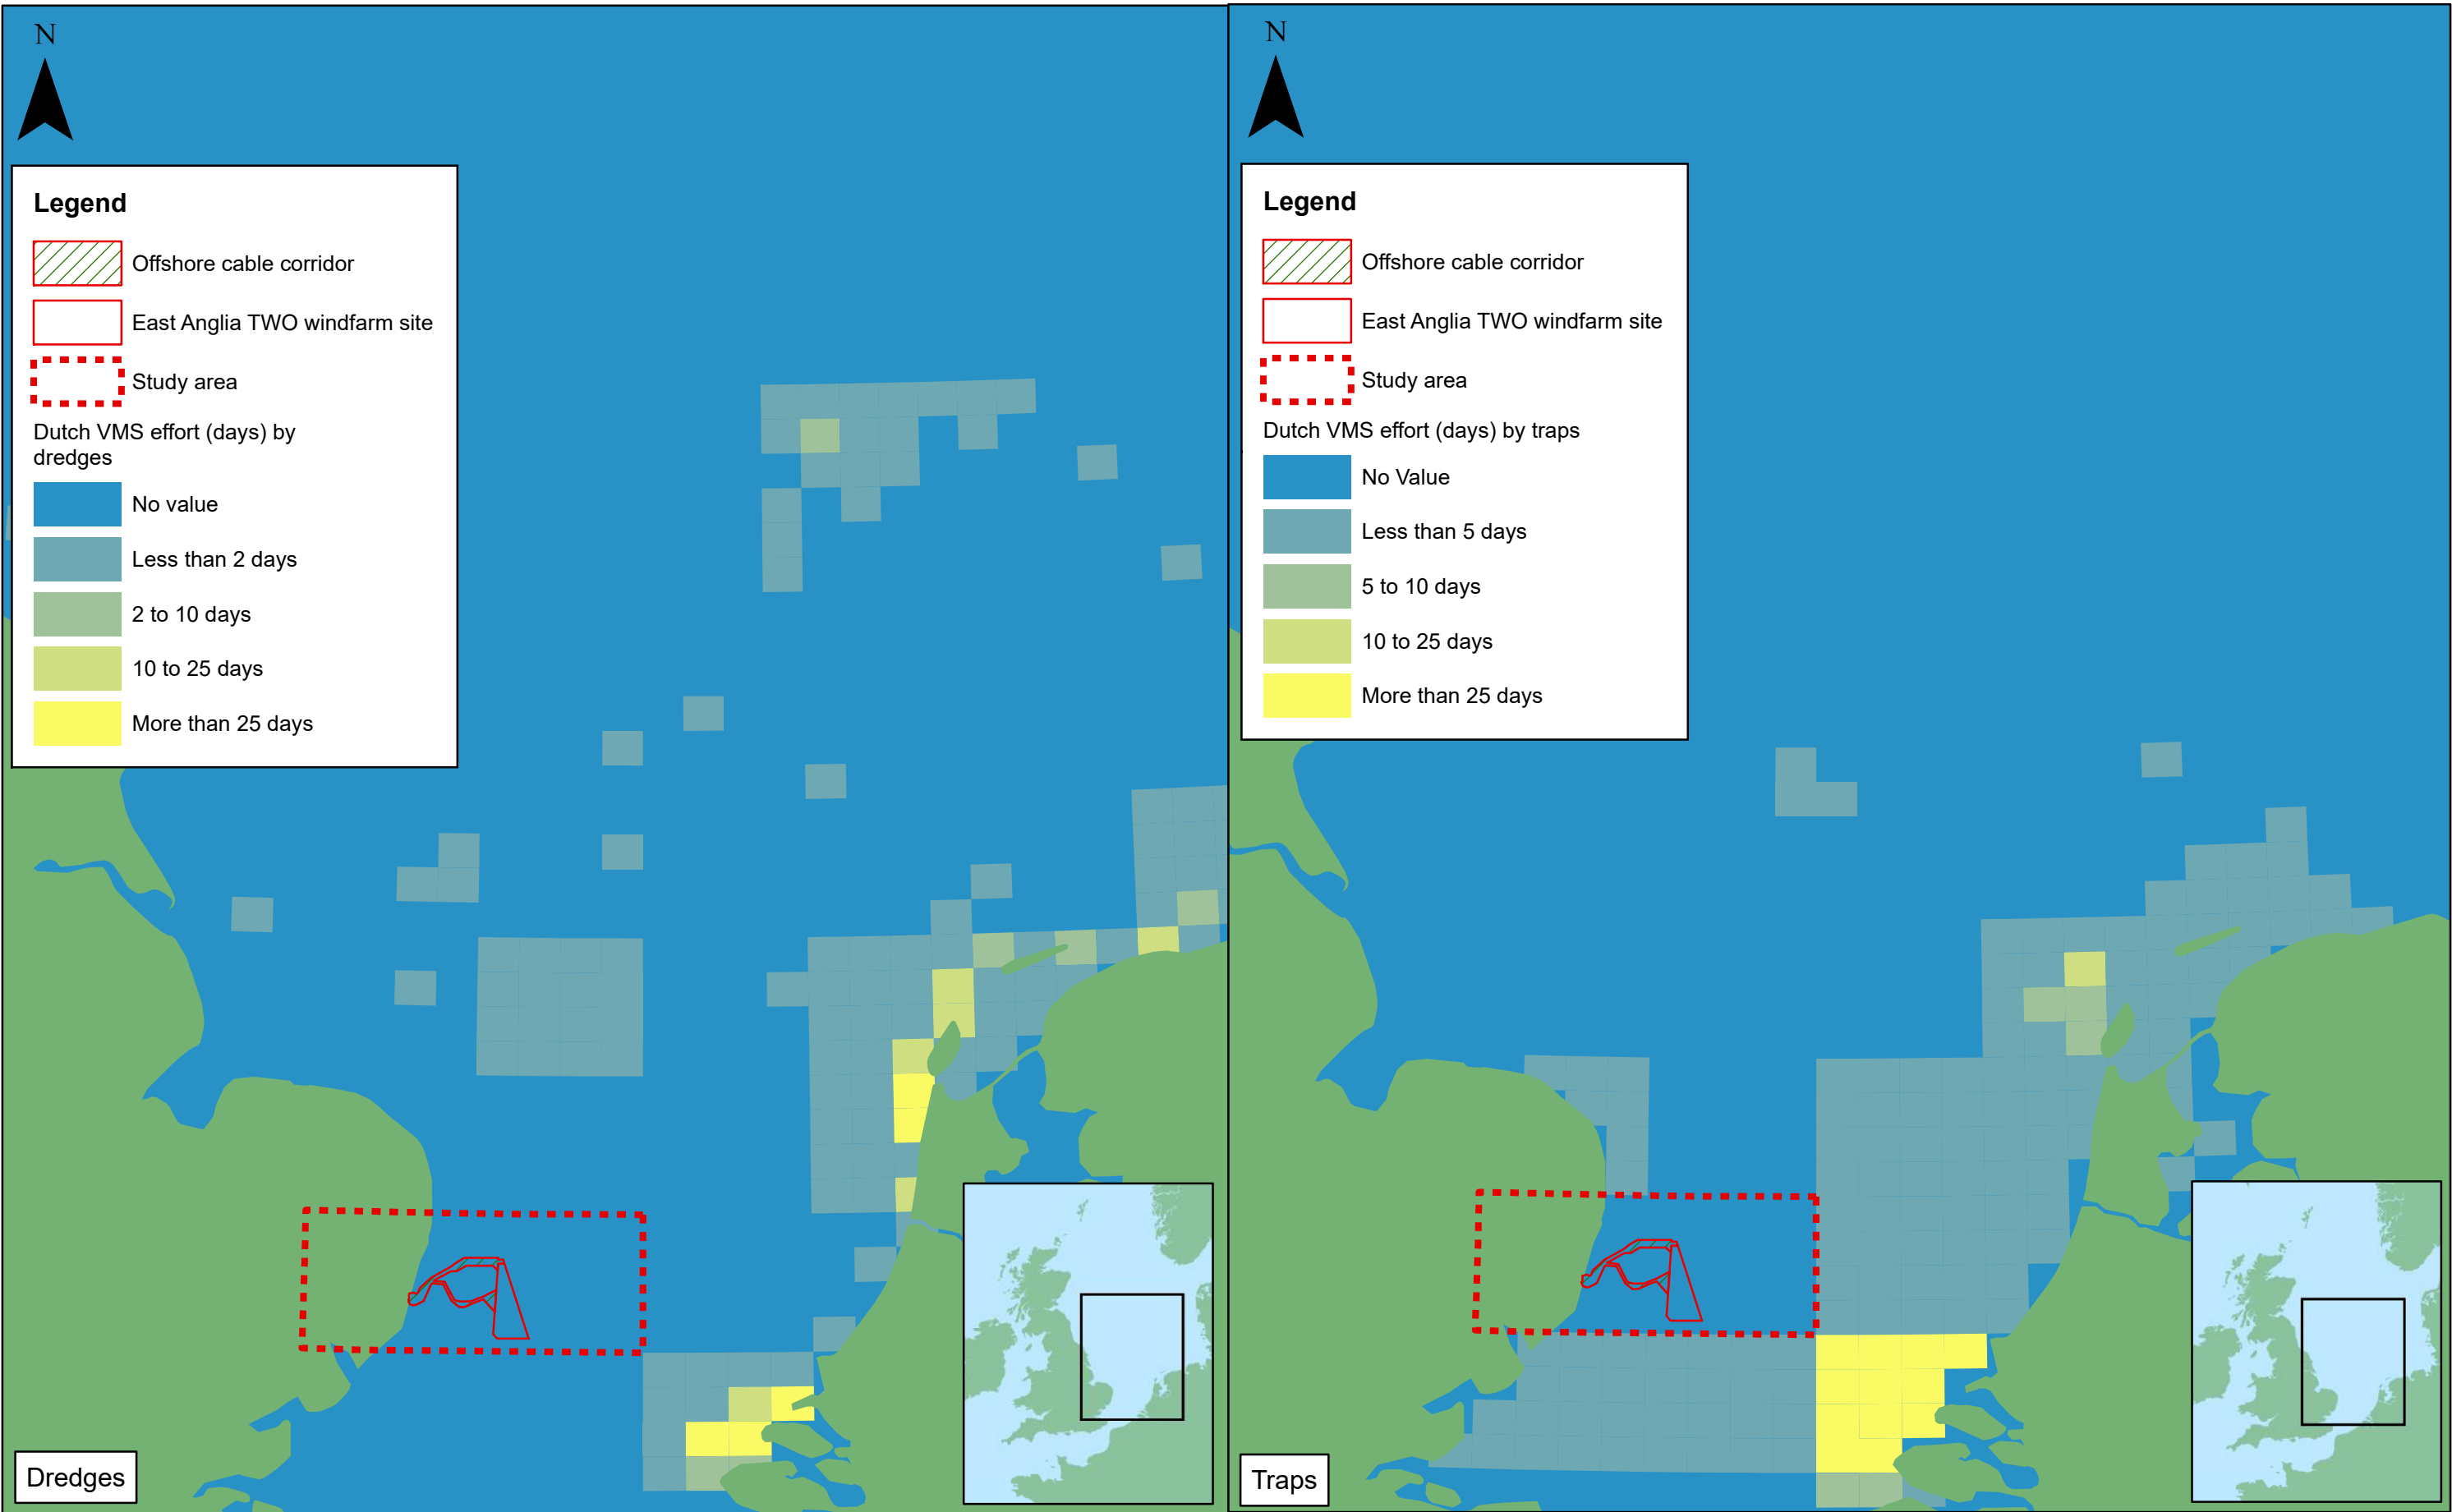 N
Legend
Offshore cable corridor
East Anglia TWO windfarm site
Study area
Dutch VMS effort (days) by
dredges
No value
Less than 2 days
2 to 10 days
10 to 25 days
More than 25 days
Dredges
N
Legend
Offshore cable corridor
East Anglia TWO windfarm site
Study area
Dutch VMS effort (days) by traps
No Value
Less than 5 days
5 to 10 days
10 to 25 days
More than 25 days
Traps